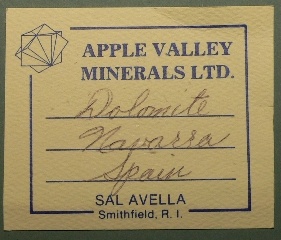 APPLE VALLEY
MINERALS LTD.
Dolomite
Navarra
Spain
SAL AVELLA
Smithfield, R. I.